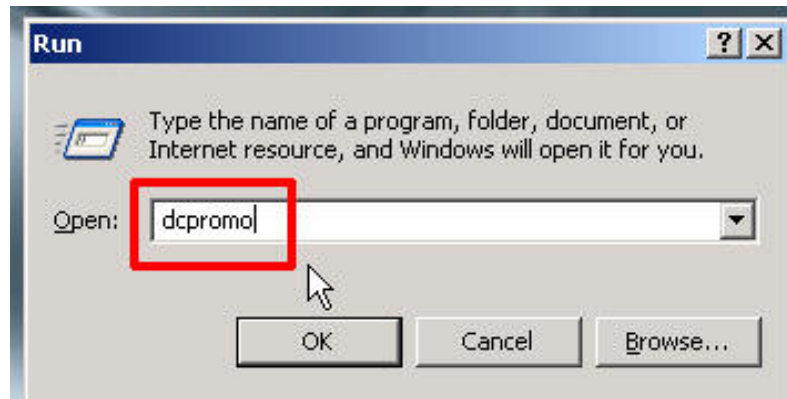 Run
Type the name of a program, folder, document, or
Internet resource, and Windows will open it for you.
Open: dcpromo
OK Cancel Browse...